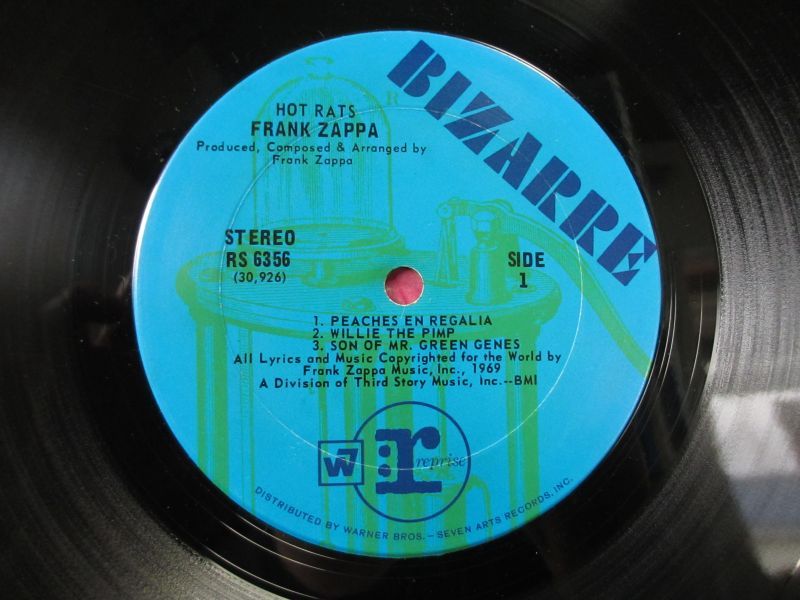 BIZARRE
HOT RATS
FRANK ZAPPA
Produced, Composed & Arranged by
Frank Zappa
R
STEREO
RS 6356
(30,926)
SIDE
1
1. PEACHES EN REGALIA
2. WILLIE THE PIMP
3. SON OF MR. GREEN GENES
All Lyrics and Music Copyrighted for the World by
Frank Zappa Music, Inc., 1969
A Division of Third Story Music, Inc.--BMI
W7
r:
reprise
DISTRIBUTED BY WARNER BROS. – SEVEN ARTS RECORDS, INC.